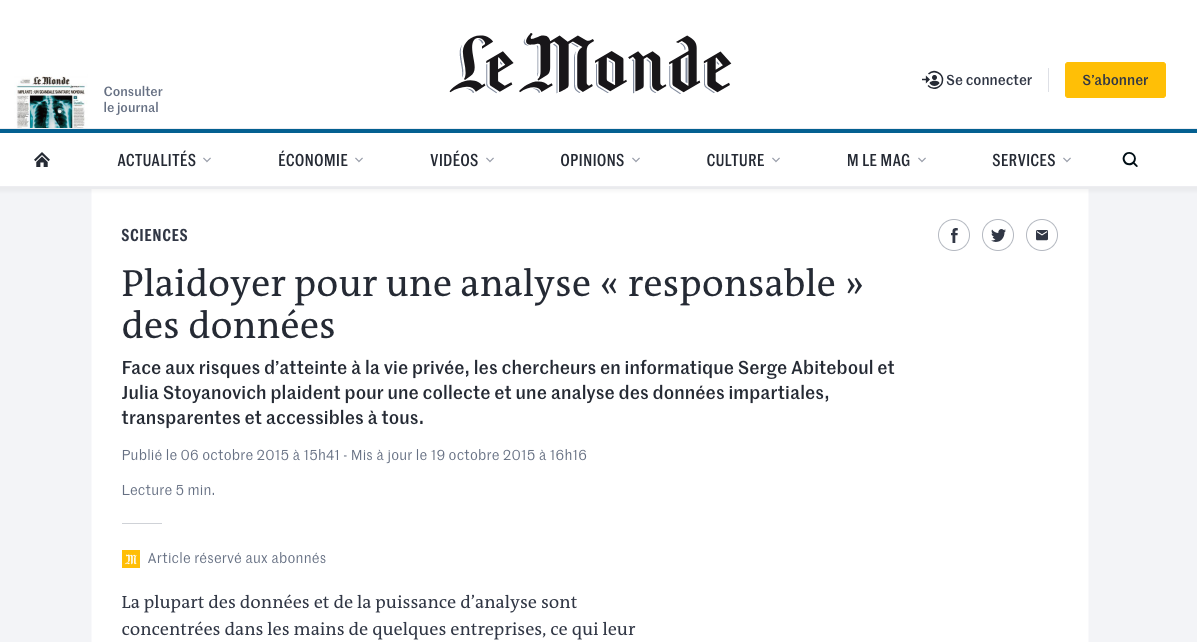 Le Monde
Le Monde
Consulter
le journal
Se connecter
S'abonner
ACTUALITÉS
ÉCONOMIE
VIDÉOS
OPINIONS
CULTURE
M LE MAG
SERVICES
SCIENCES
Plaidoyer pour une analyse « responsable »
des données
Face aux risques d’atteinte à la vie privée, les chercheurs en informatique Serge Abiteboul et
Julia Stoyanovich plaident pour une collecte et une analyse des données impartiales,
transparentes et accessibles à tous.
Publié le 06 octobre 2015 à 15h41 - Mis à jour le 19 octobre 2015 à 16h16
Lecture 5 min.
Article réservé aux abonnés
La plupart des données et de la puissance d’analyse sont
concentrées dans les mains de quelques entreprises, ce qui leur